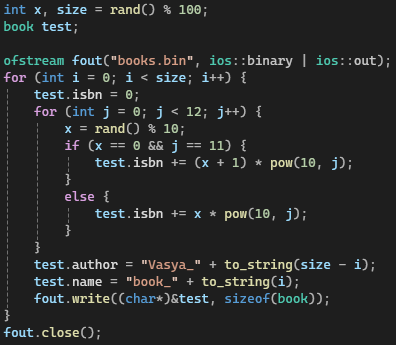 int x, size = rand() % 100;
book test;

ofstream fout("books.bin", ios::binary | ios::out);
for (int i = 0; i < size; i++) {
    test.isbn = 0;
    for (int j = 0; j < 12; j++) {
        x = rand() % 10;
        if (x == 0 && j == 11) {
            test.isbn += (x + 1) * pow(10, j);
        }
        else {
            test.isbn += x * pow(10, j);
        }
    }
    test.author = "Vasya_" + to_string(size - i);
    test.name = "book_" + to_string(i);
    fout.write((char*)&test, sizeof(book));
}
fout.close();